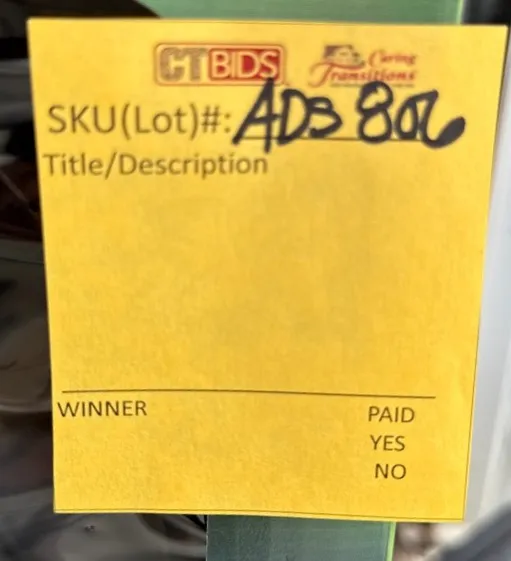 CTBIDS Caring Transitions
SKU(Lot)#: ADS 806
Title/Description
WINNER PAID
YES
NO